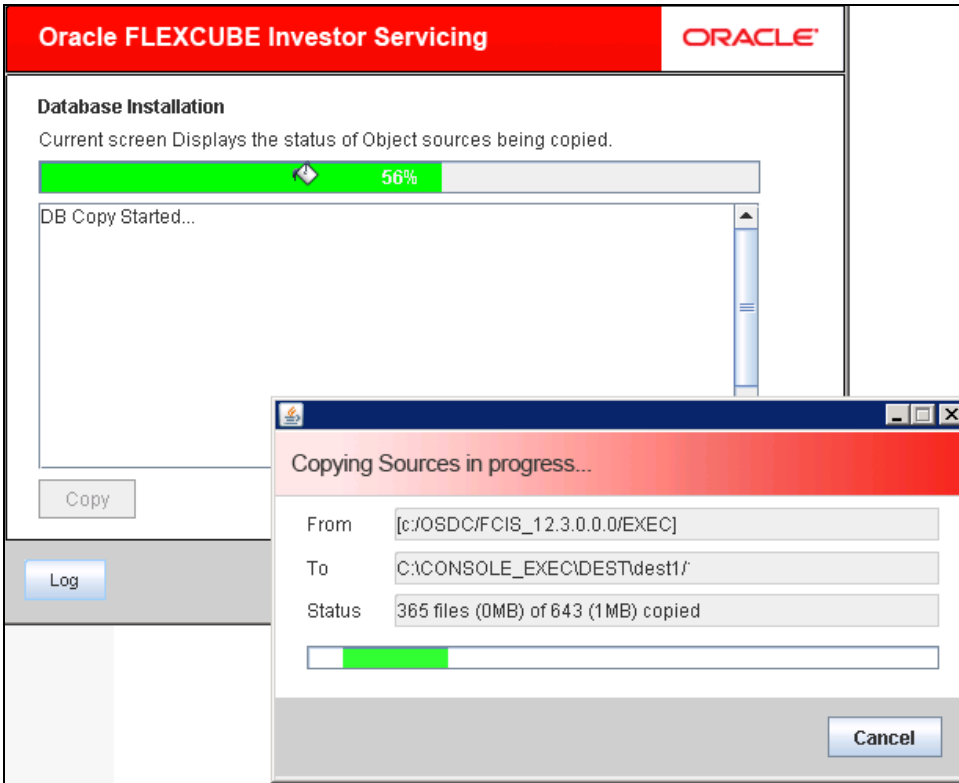 Oracle FLEXCUBE Investor Servicing
ORACLE
Database Installation
Current screen Displays the status of Object sources being copied.
56%
DB Copy Started...
Copy
Log
Copying Sources in progress...
From [c:/OSDC/FCIS_12.3.0.0.0/EXEC]
To C:\CONSOLE_EXEC\DEST\dest1/
Status 365 files (0MB) of 643 (1MB) copied
Cancel